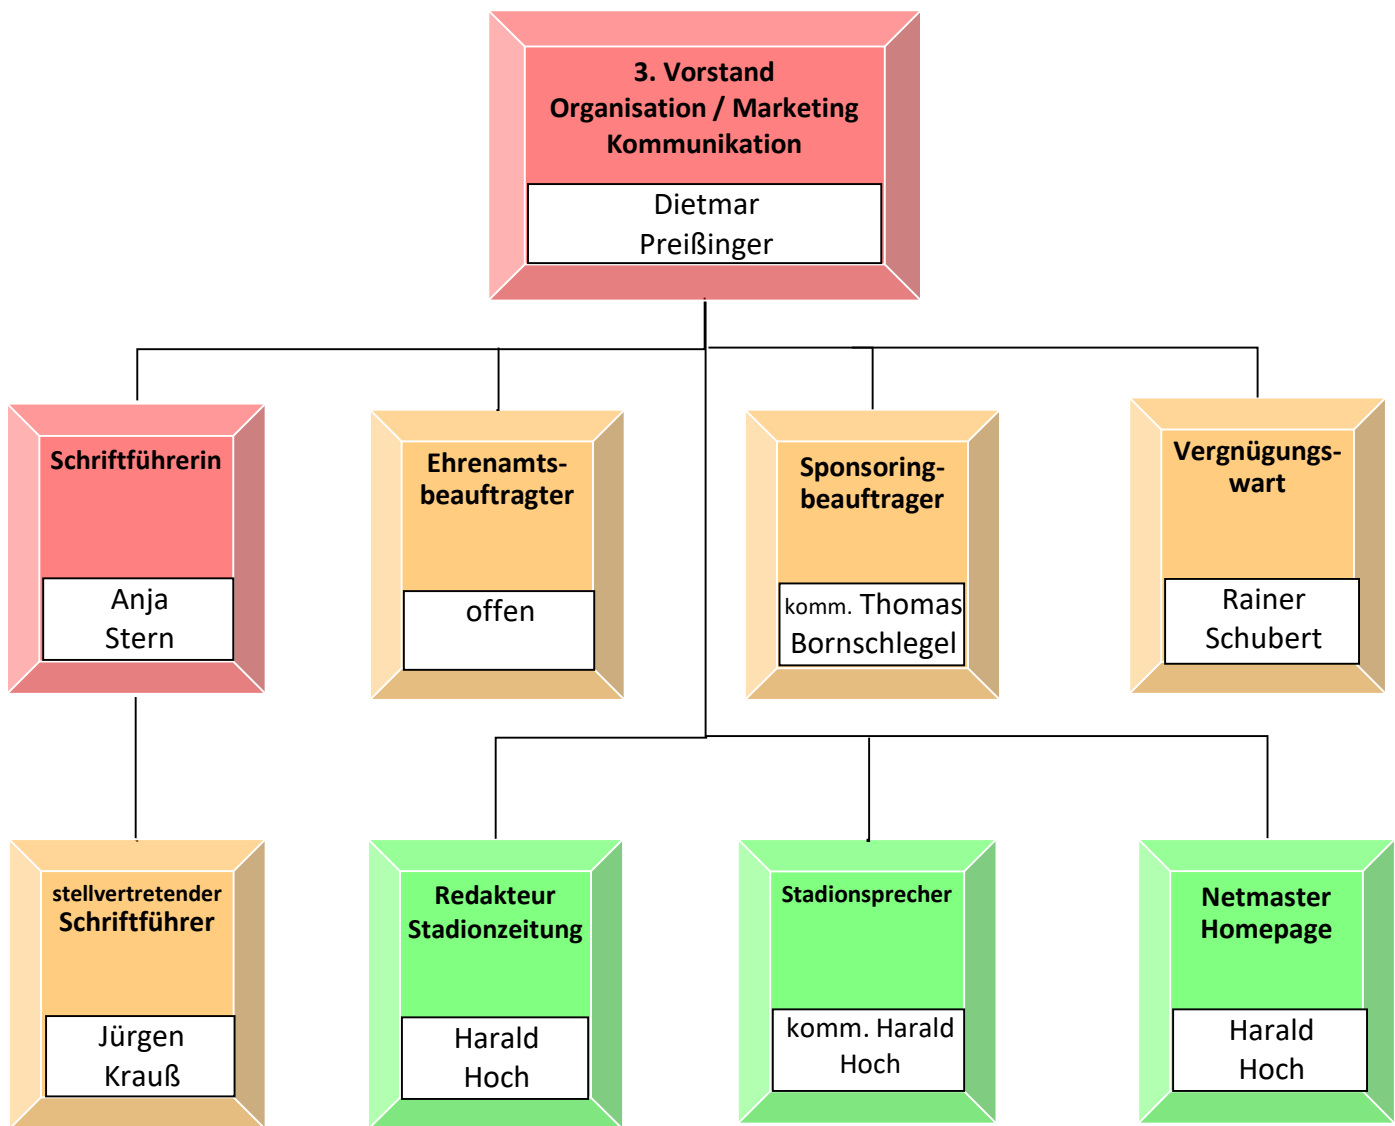 3. Vorstand
Organisation / Marketing
Kommunikation
Dietmar
Preißinger
Schriftführerin
Anja
Stern
Ehrenamts-
beauftragter
offen
Sponsoring-
beauftrager
komm. Thomas
Bornschlegel
Vergnügungs-
wart
Rainer
Schubert
stellvertretender
Schriftführer
Jürgen
Krauß
Redakteur
Stadionzeitung
Harald
Hoch
Stadionsprecher
komm. Harald
Hoch
Netmaster
Homepage
Harald
Hoch